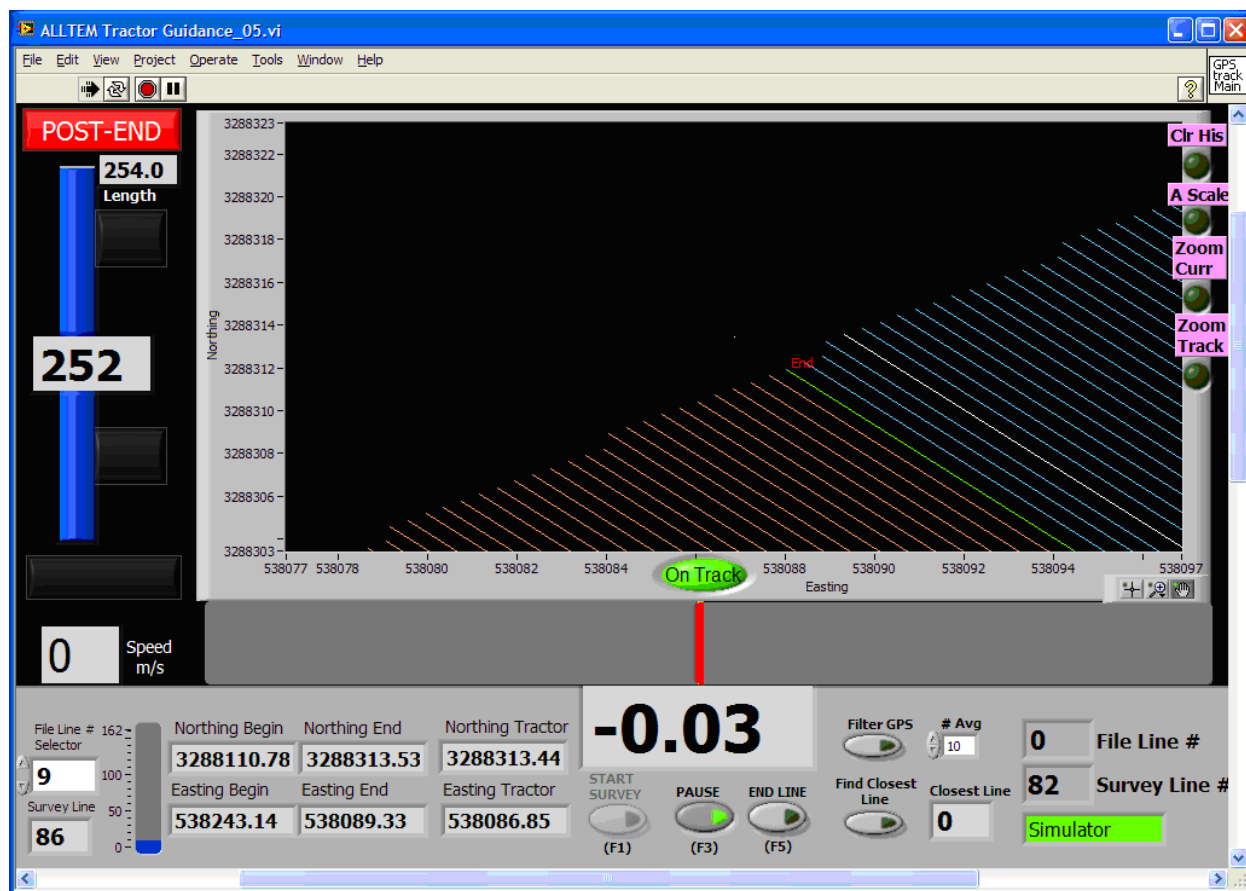 ALLTEM Tractor Guidance_05.vi
File Edit View Project Operate Tools Window Help
GPS
track
Main
POST-END
254.0
Length
252
0
Speed
m/s
Northing
3288323
3288322
3288320
3288318
3288316
3288314
3288312
3288310
3288308
3288306
3288303
End
538077 538078 538080 538082 538084 538088 538090 538092 538094 538097
On Track
Easting
Clr His
A Scale
Zoom
Curr
Zoom
Track
File Line #
Selector
9
Survey Line
86
162
100
50
0
Northing Begin Northing End Northing Tractor
3288110.78 3288313.53 3288313.44
Easting Begin Easting End Easting Tractor
538243.14 538089.33 538086.85
-0.03
START
SURVEY
(F1)
PAUSE
(F3)
END LINE
(F5)
Filter GPS
# Avg
10
Find Closest
Line
Closest Line
0
0 File Line #
82 Survey Line #
Simulator